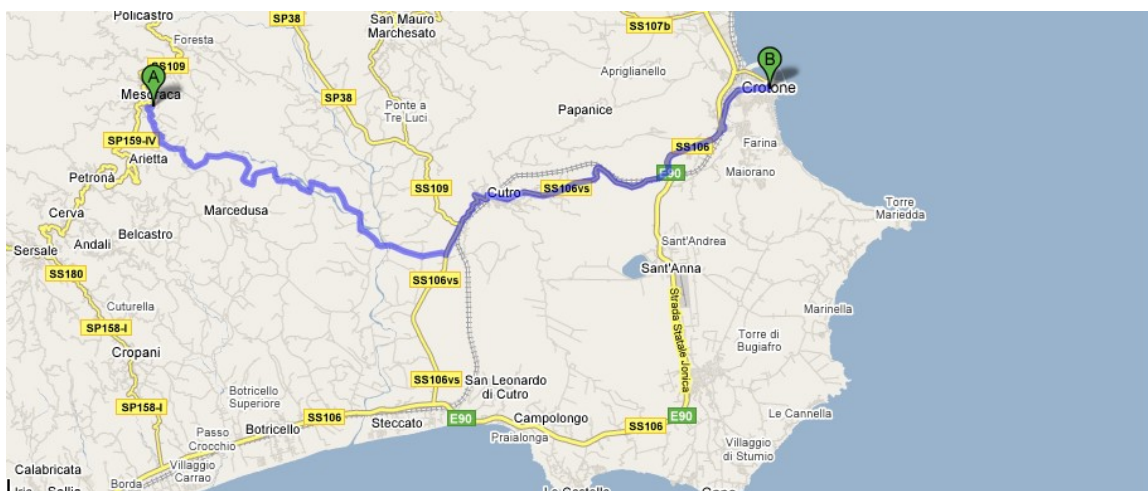 Policastro
SP38
San Mauro
Marchesato
SS107b
Foresta
SS109
A
B
Mesoraca
SP38
Apriglianello
Crotone
Ponte a
Tre Luci
Papanice
SP159-IV
Arietta
SS106
Farina
Petronà
SS109
E90
Maiorano
Cutro
SS106vs
Marcedusa
Cerva
Torre
Mariedda
Belcastro
Andali
Sersale
Sant'Andrea
SS180
Sant'Anna
SS106vs
Cuturella
Strada Statale Jonica
Marinella
SP158-I
Torre di
Bugiafro
Cropani
SS106vs
San Leonardo
di Cutro
Botricello
Superiore
SP158-I
SS106
E90
Campolongo
E90
Le Cannella
Steccato
SS106
Botricello
Passo
Crocchio
Praialonga
Villaggio
di Stumio
Villaggio
Carrao
Calabricata
Borda